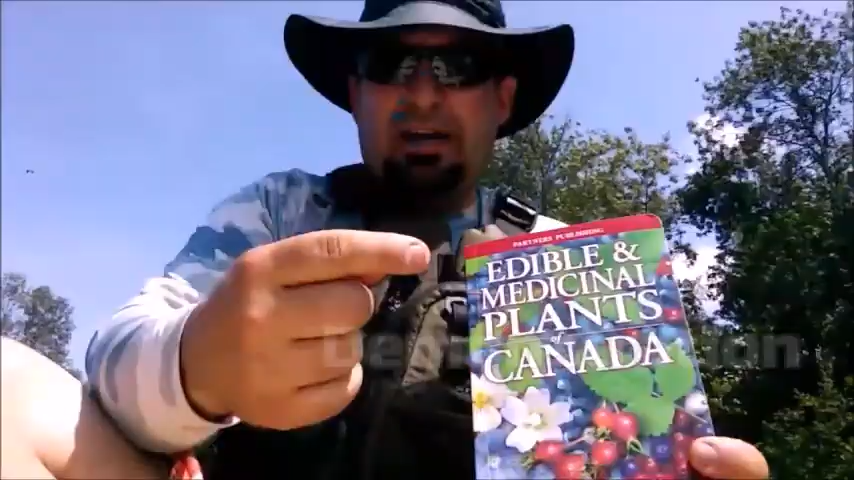 PARTNERS PUBLISHING
EDIBLE &
MEDICINAL
PLANTS
of
CANADA